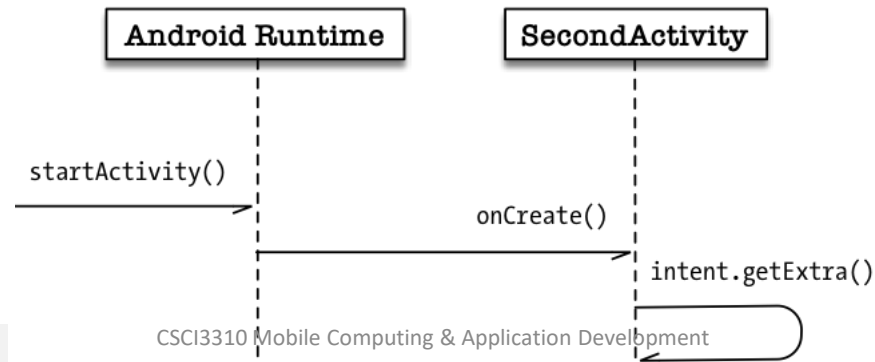 Android Runtime
SecondActivity
startActivity()
onCreate()
intent.getExtra()
CSCI3310 Mobile Computing & Application Development